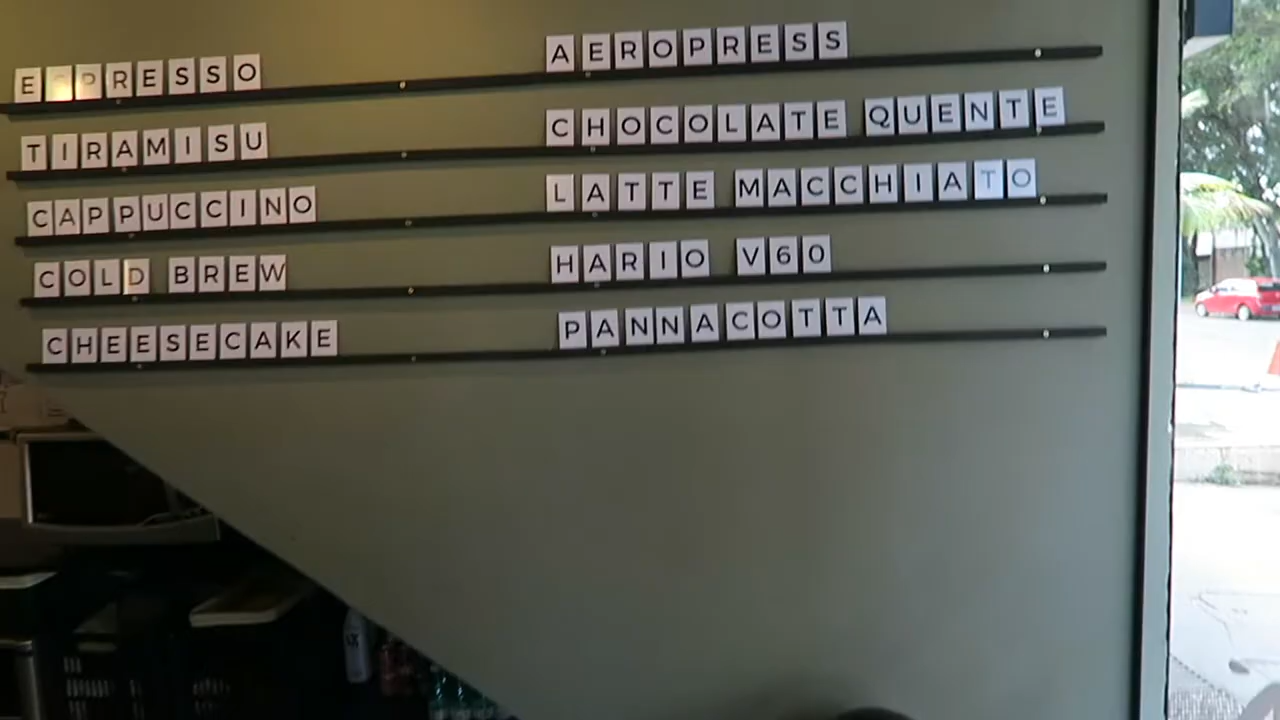 ESPRESSO
TIRAMISU
CAPPUCCINO
COLD BREW
CHEESECAKE
AEROPRESS
CHOCOLATE QUENTE
LATTE MACCHIATO
HARIO V60
PANNACOTTA